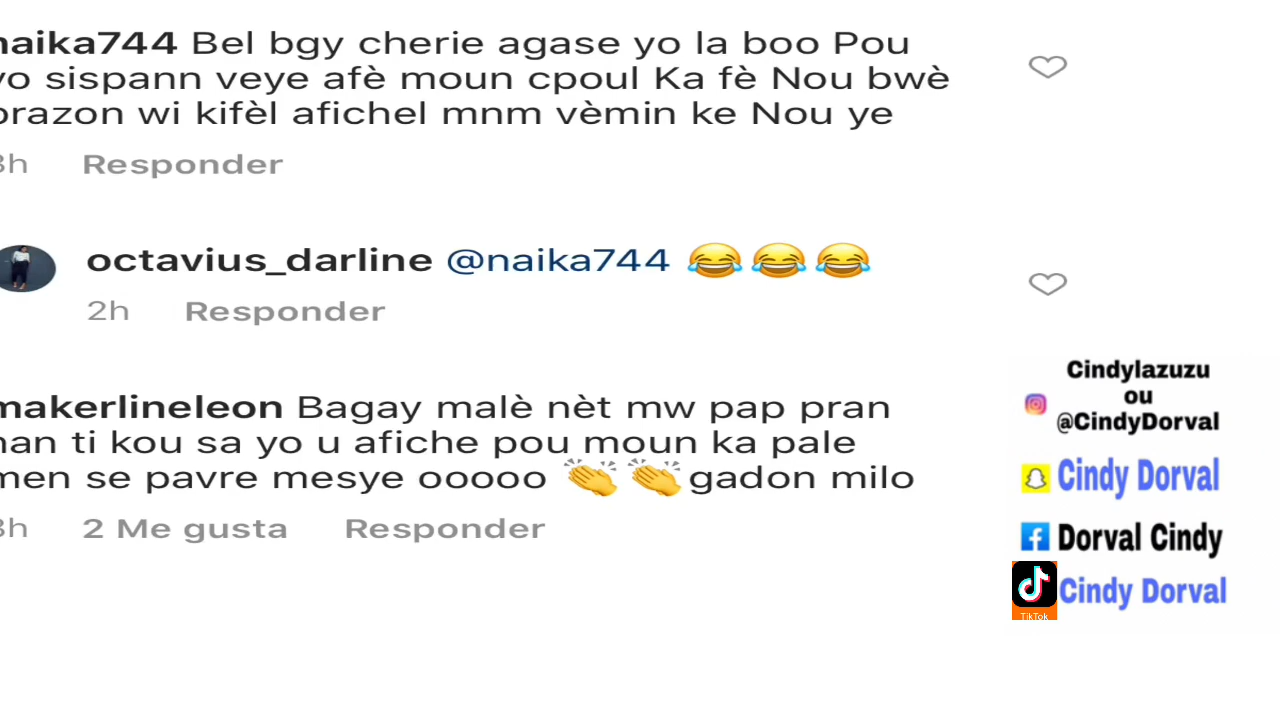 naika744 Bel bgy cherie agase yo la boo Pou
yo sispann veye afè moun cpoul Ka fè Nou bwè
brazon wi kifèl afichel mnm vèmin ke Nou ye
3h Responder
octavius_darline @naika744 😂😂😂
2h Responder
makerlineleon Bagay malè nèt mw pap pran
nan ti kou sa yo u afiche pou moun ka pale
men se pavre mesye ooooo 👏👏gadon milo
3h 2 Me gusta Responder
Cindylazuzu
ou
@CindyDorval
Cindy Dorval
Dorval Cindy
Cindy Dorval
TikTok